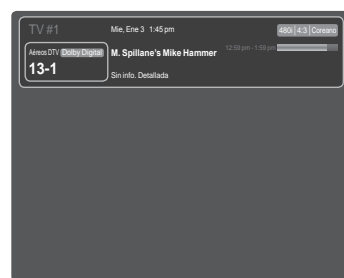 TV #1
Mie, Ene 3 1:45 pm
480i 4:3 Coreano
Aéreos DTV Dolby Digital
M. Spillane's Mike Hammer
12:59 pm - 1:59 pm
13-1
Sin info. Detallada